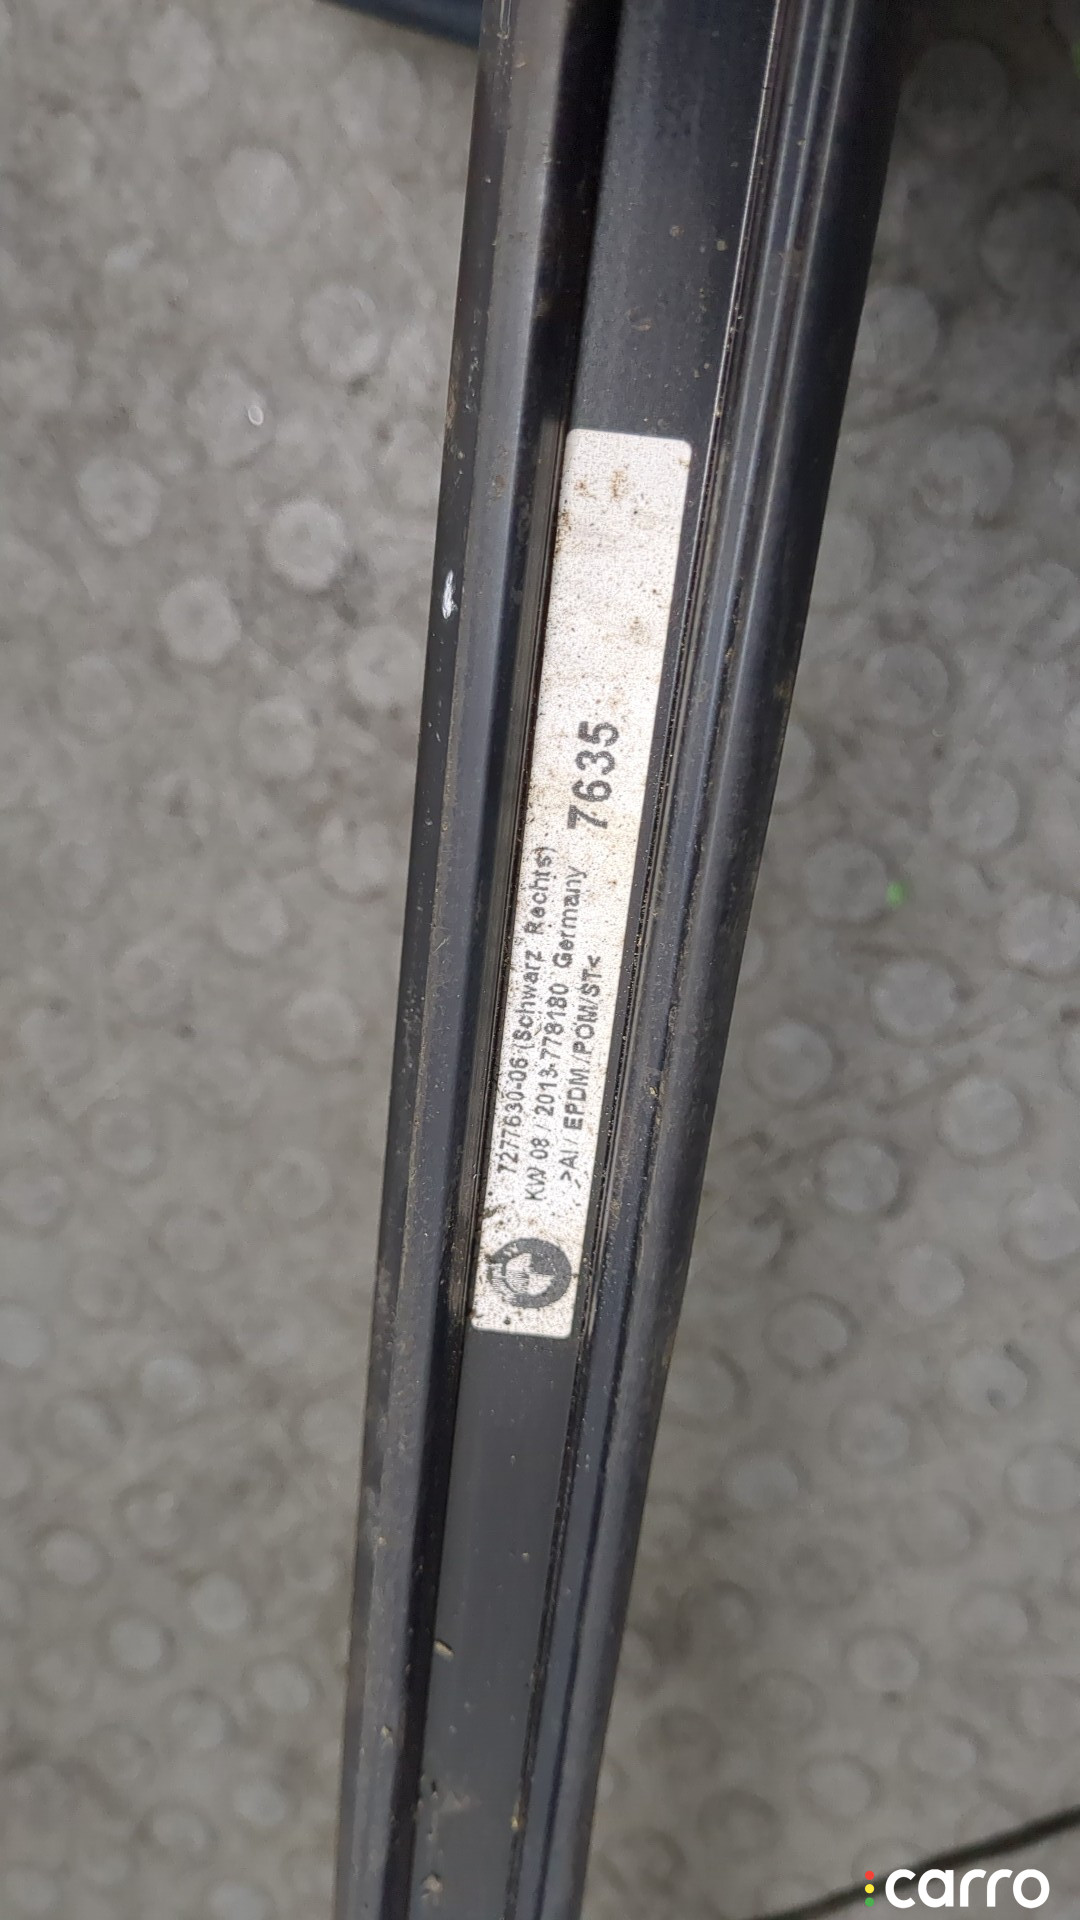 7277630-06 (Schwarz Rechts)
KW 08 / 2013-778180 Germany 7635
>Al / EPDM / POM/ST<
carro